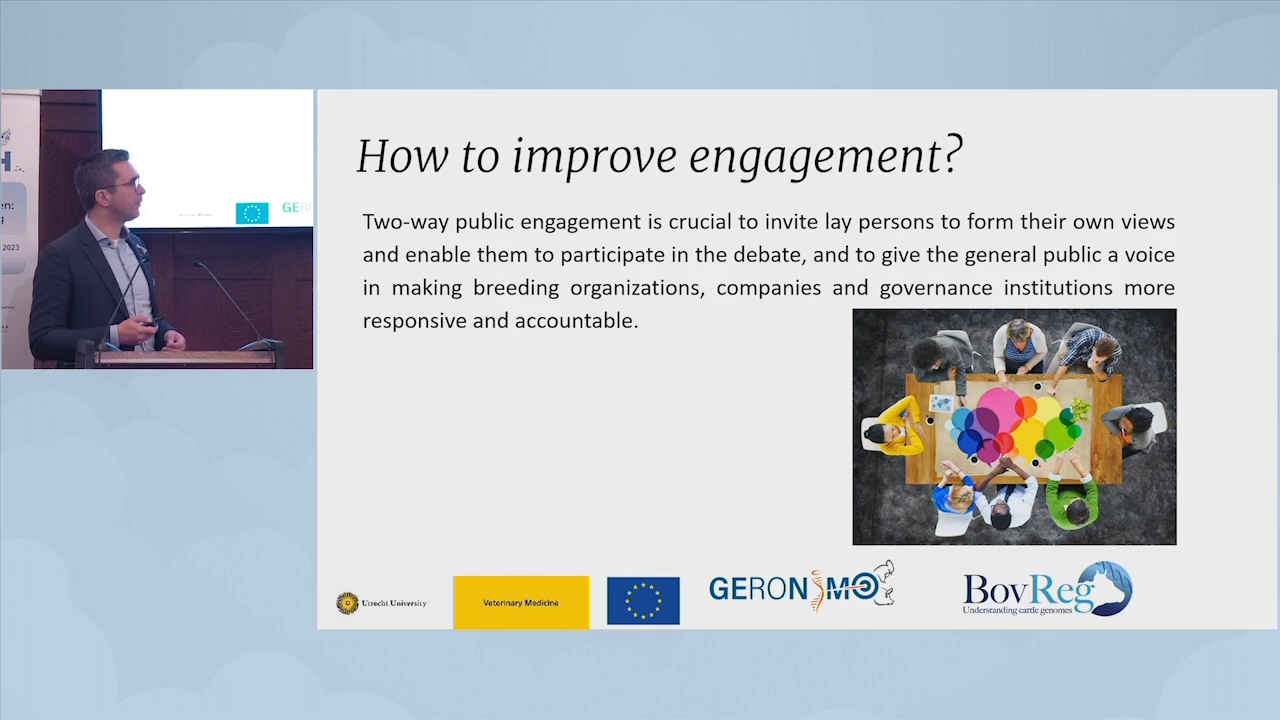 H
en:
g
2023
GER
How to improve engagement?
Two-way public engagement is crucial to invite lay persons to form their own views
and enable them to participate in the debate, and to give the general public a voice
in making breeding organizations, companies and governance institutions more
responsive and accountable.
Utrecht University
Veterinary Medicine
GERONIMO
BovReg
Understanding cattle genomes